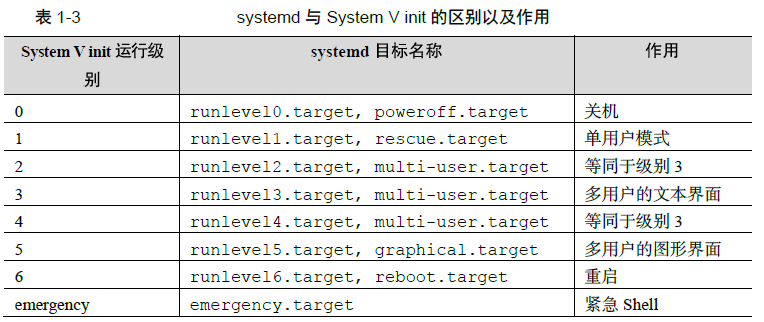 表 1-3 systemd 与 System V init 的区别以及作用
System V init 运行级别 systemd 目标名称 作用
0 runlevel0.target, poweroff.target 关机
1 runlevel1.target, rescue.target 单用户模式
2 runlevel2.target, multi-user.target 等同于级别 3
3 runlevel3.target, multi-user.target 多用户的文本界面
4 runlevel4.target, multi-user.target 等同于级别 3
5 runlevel5.target, graphical.target 多用户的图形界面
6 runlevel6.target, reboot.target 重启
emergency emergency.target 紧急 Shell